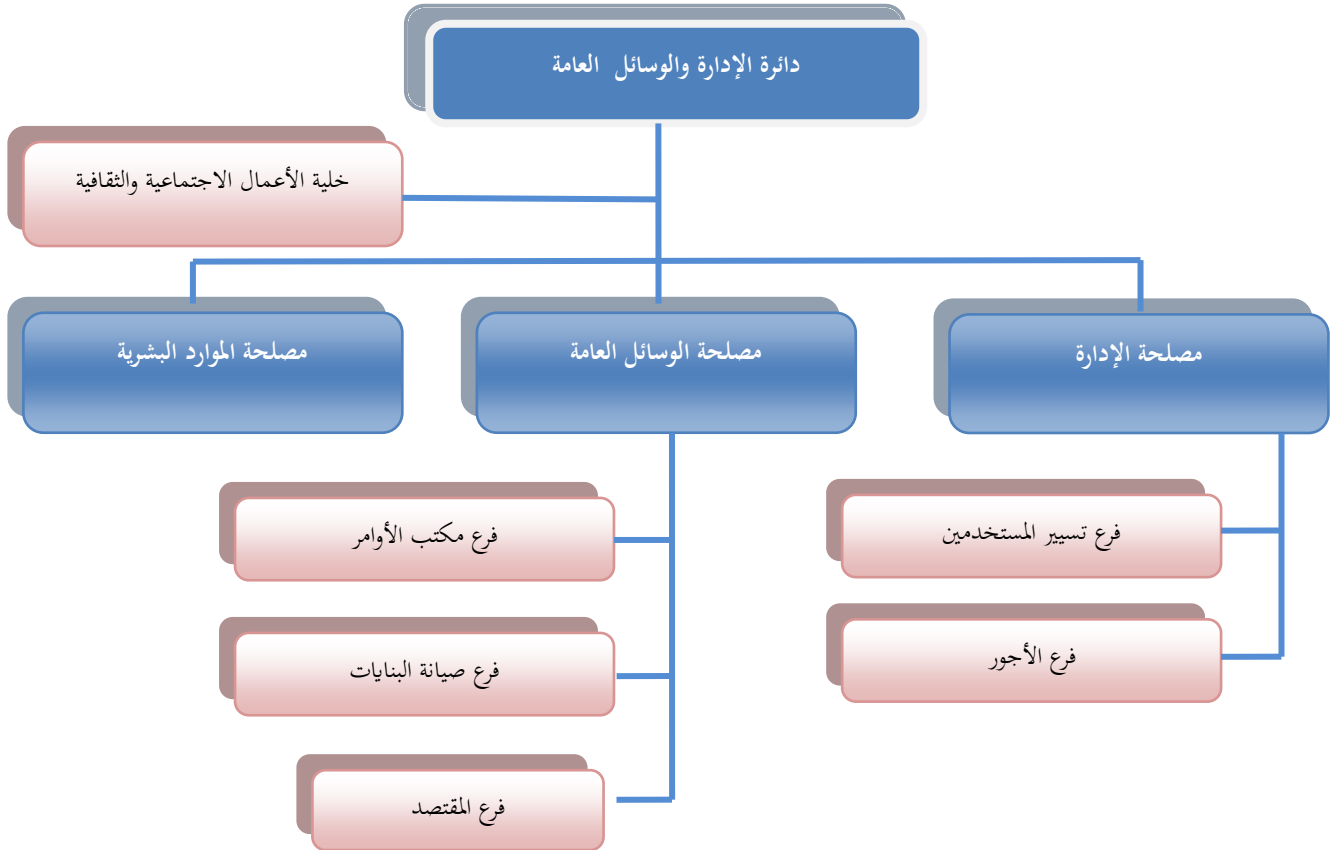 دائرة الإدارة والوسائل العامة
خلية الأعمال الاجتماعية والثقافية
مصلحة الإدارة
مصلحة الوسائل العامة
مصلحة الموارد البشرية
فرع تسيير المستخدمين
فرع الأجور
فرع مكتب الأوامر
فرع صيانة البنايات
فرع المقتصد